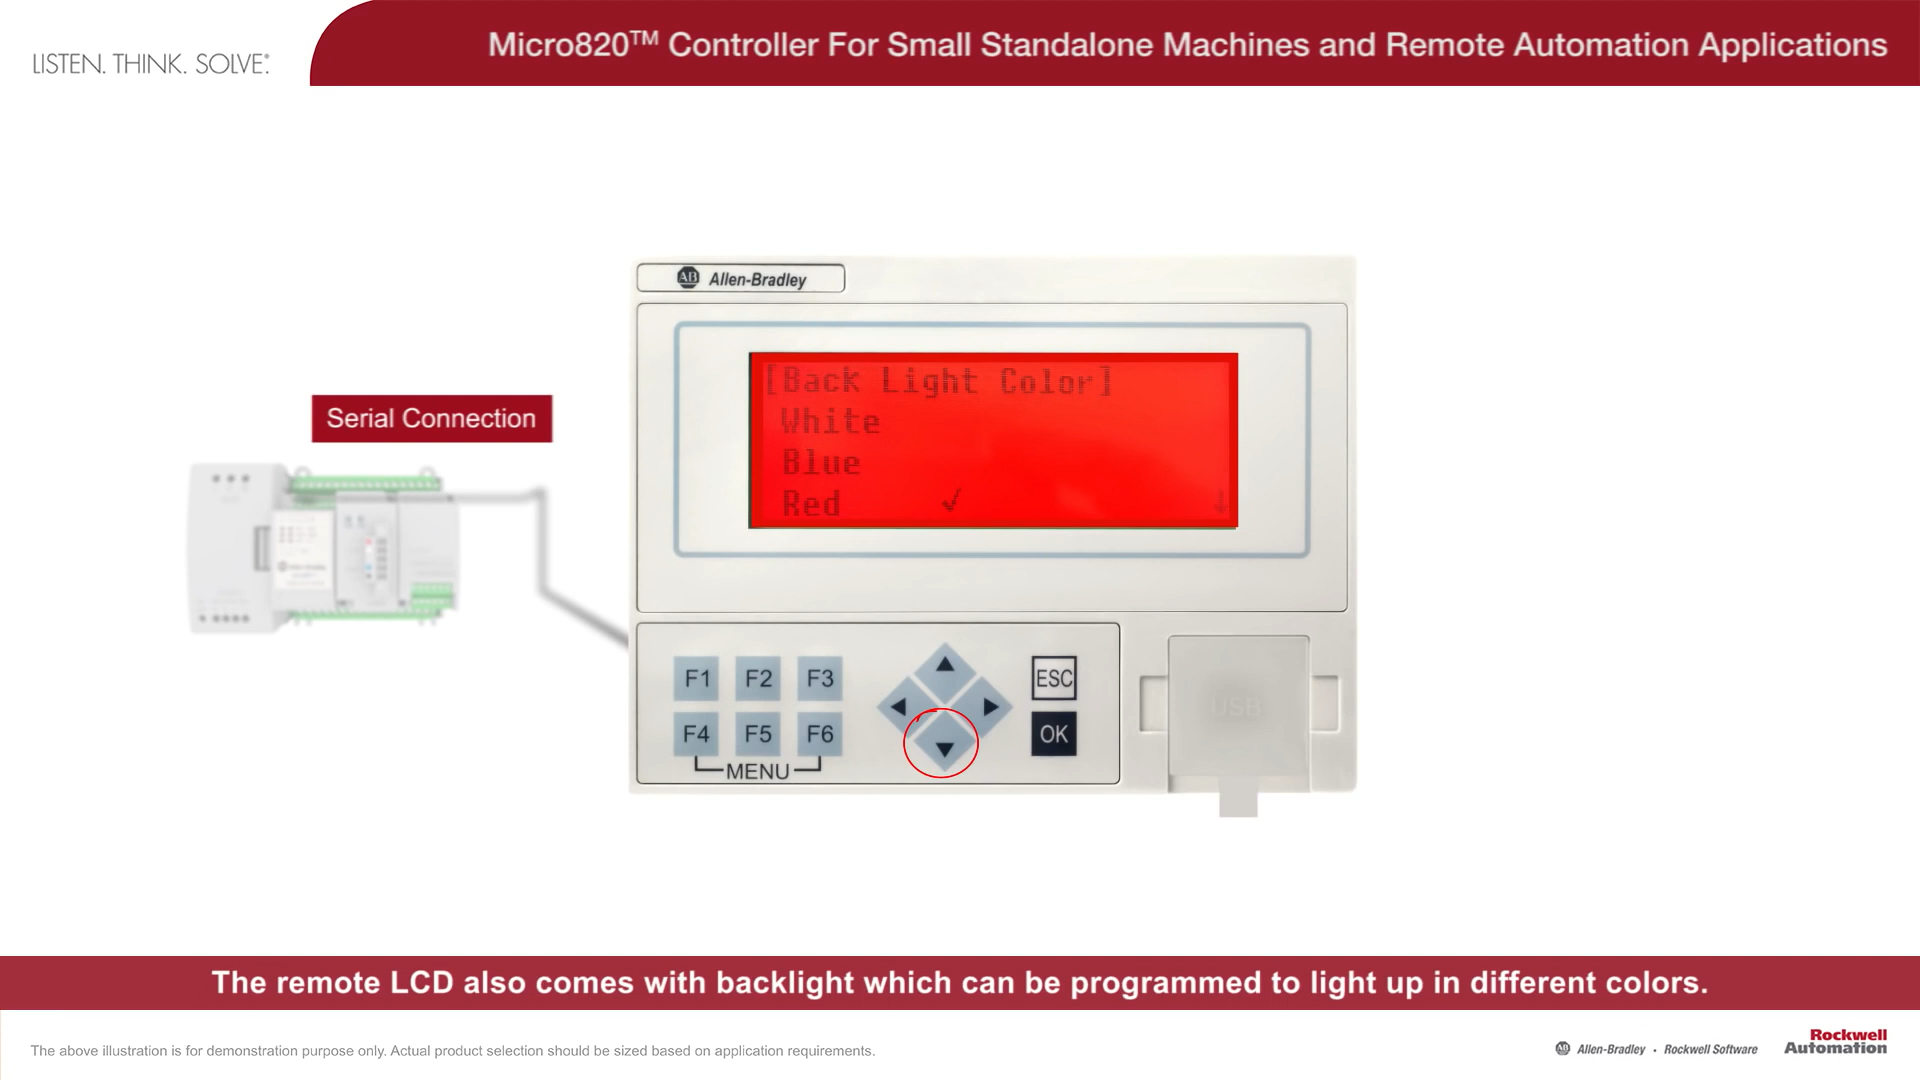 LISTEN. THINK. SOLVE.®
Micro820™ Controller For Small Standalone Machines and Remote Automation Applications
AB Allen-Bradley
[Back Light Color]
White
Blue
Red ✓ ↓
Serial Connection
F1 F2 F3
F4 F5 F6
MENU
ESC
OK
USB
The remote LCD also comes with backlight which can be programmed to light up in different colors.
The above illustration is for demonstration purpose only. Actual product selection should be sized based on application requirements.
AB Allen-Bradley • Rockwell Software
Rockwell
Automation